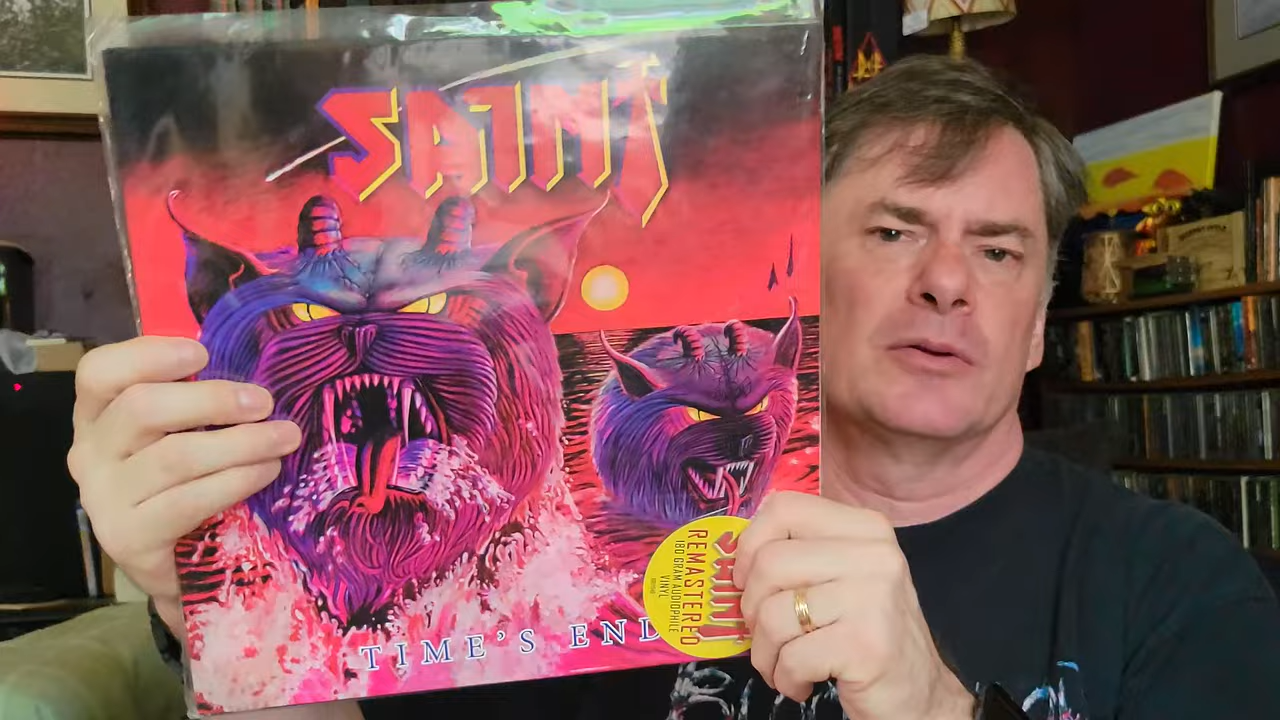 SAINT
TIME'S END
SAINT
REMASTERED
180 GRAM AUDIOPHILE
VINYL